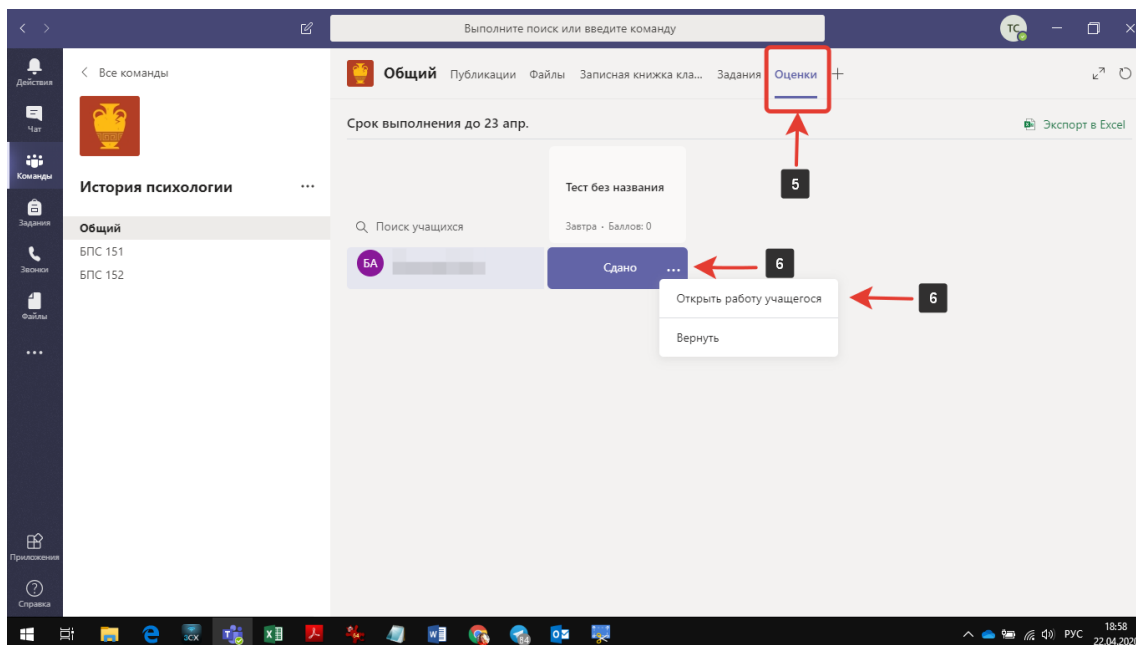 Выполните поиск или введите команду
ТС
Действия
Чат
Команды
Задания
Звонки
Файлы
Приложения
Справка
Все команды
История психологии
Общий
БПС 151
БПС 152
Общий Публикации Файлы Записная книжка кла... Задания Оценки
Срок выполнения до 23 апр.
Экспорт в Excel
5
Тест без названия
Поиск учащихся
Завтра • Баллов: 0
БА
Сдано ...
6
Открыть работу учащегося
6
Вернуть
SCX
84
РУС
18:58
22.04.2020